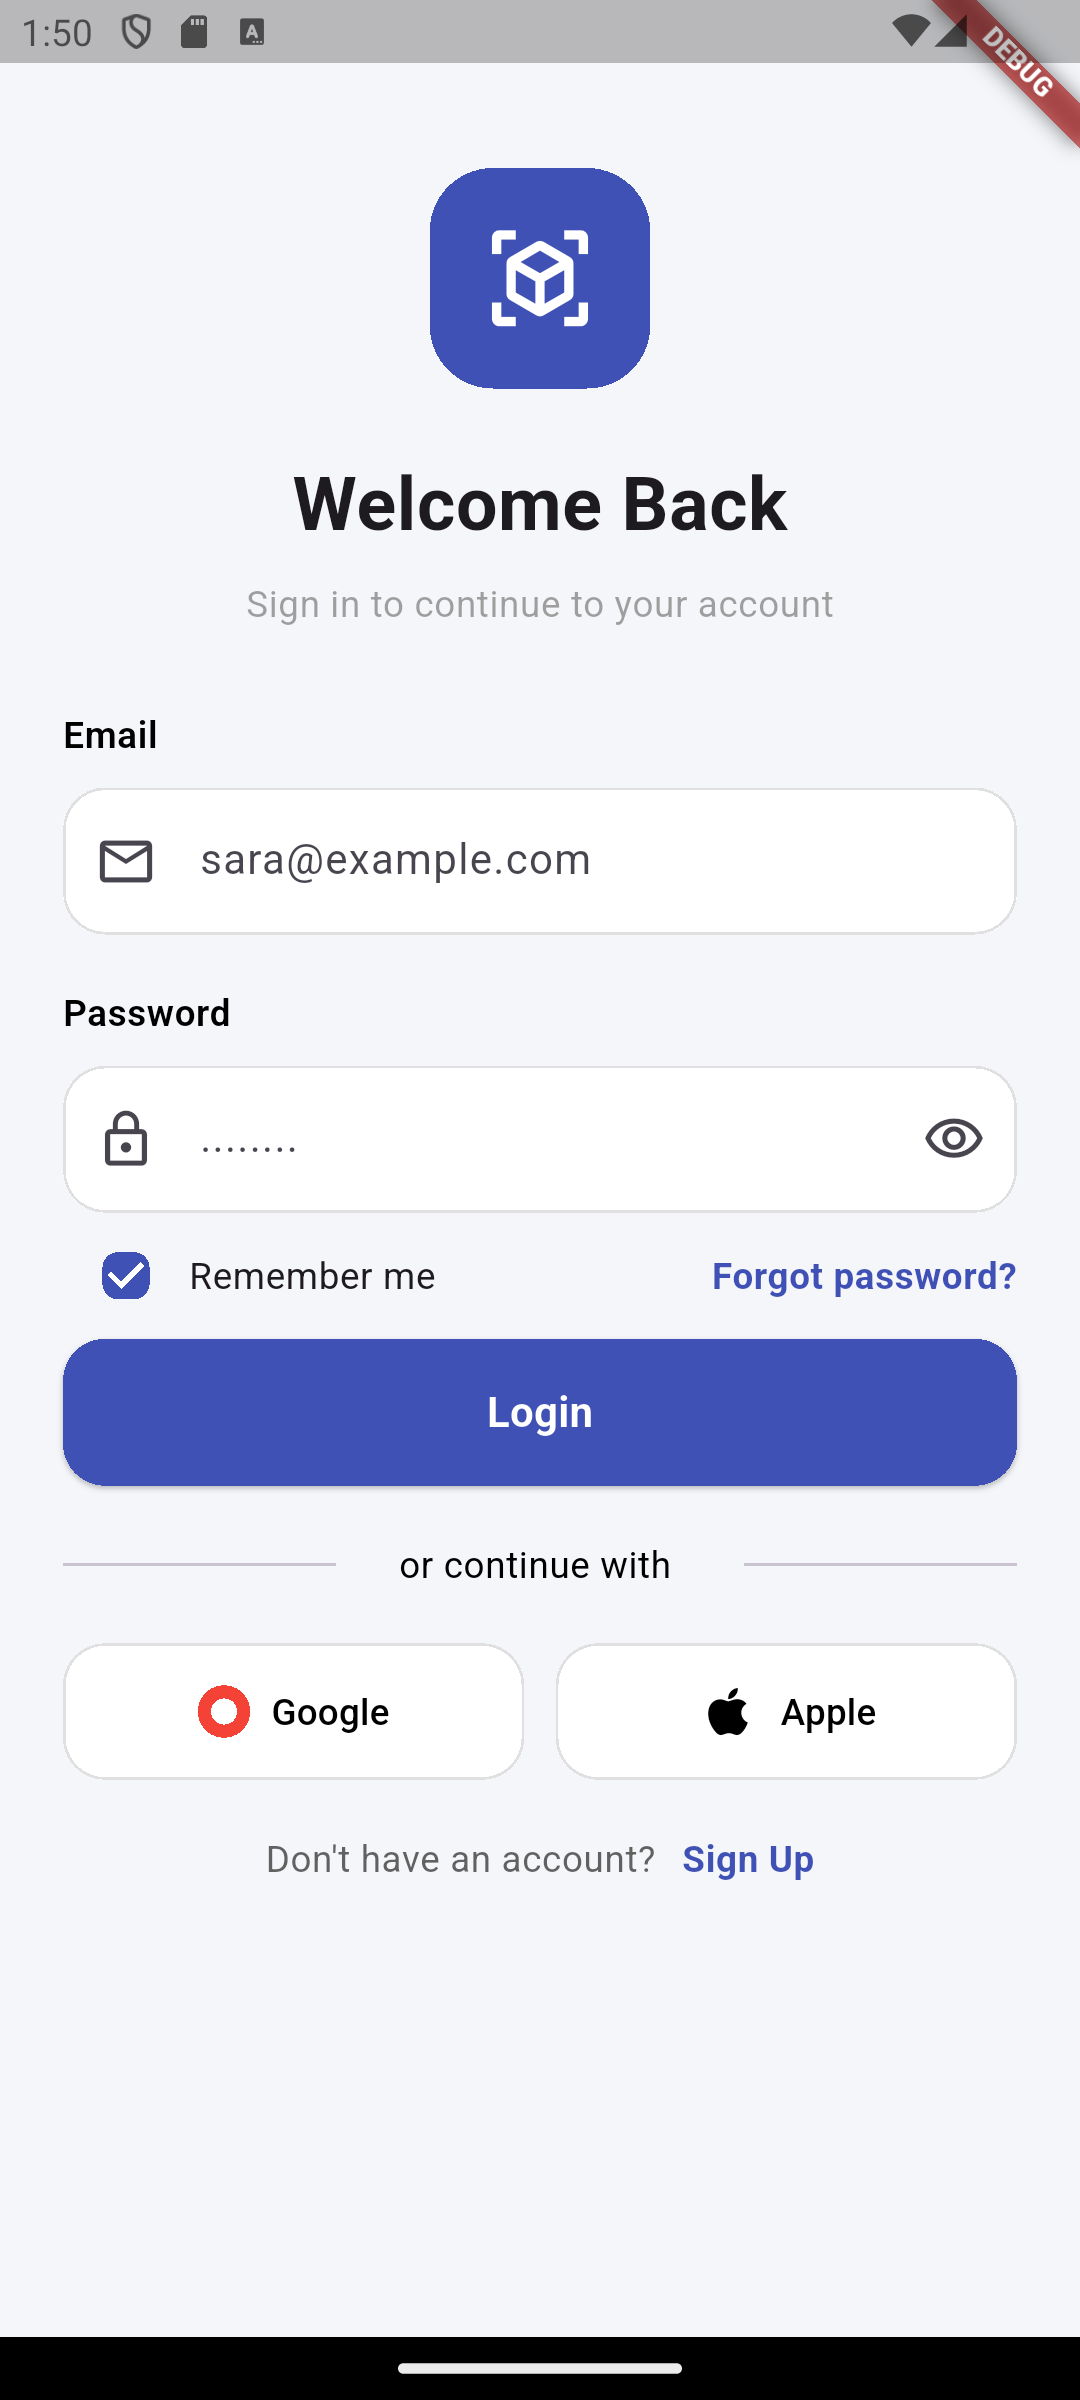 1:50
DEBUG
Welcome Back
Sign in to continue to your account
Email
sara@example.com
Password
........
Remember me
Forgot password?
Login
or continue with
Google
Apple
Don't have an account? Sign Up